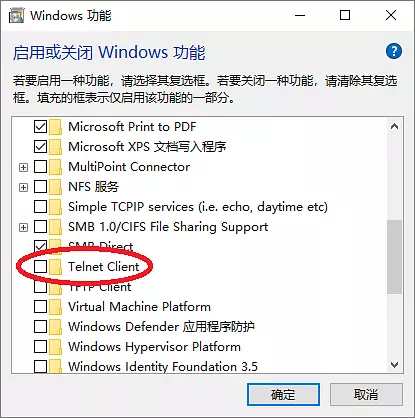 Windows 功能
启用或关闭 Windows 功能
若要启用一种功能，请选择其复选框。若要关闭一种功能，请清除其复选
框。填充的框表示仅启用该功能的一部分。
Microsoft Print to PDF
Microsoft XPS 文档写入程序
MultiPoint Connector
NFS 服务
Simple TCPIP services (i.e. echo, daytime etc)
SMB 1.0/CIFS File Sharing Support
SMB Direct
Telnet Client
TFTP Client
Virtual Machine Platform
Windows Defender 应用程序防护
Windows Hypervisor Platform
Windows Identity Foundation 3.5
确定
取消